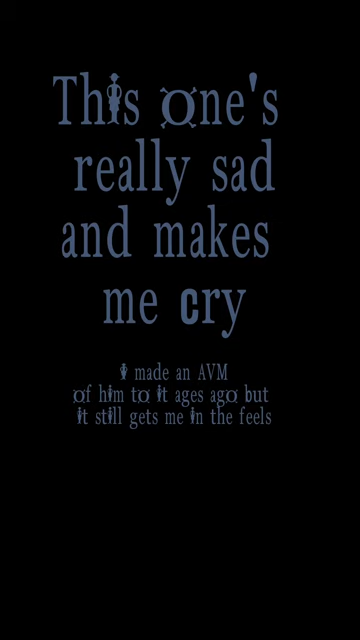 This one's
really sad
and makes
me cry
i made an AVM
of him to it ages ago but
it still gets me in the feels